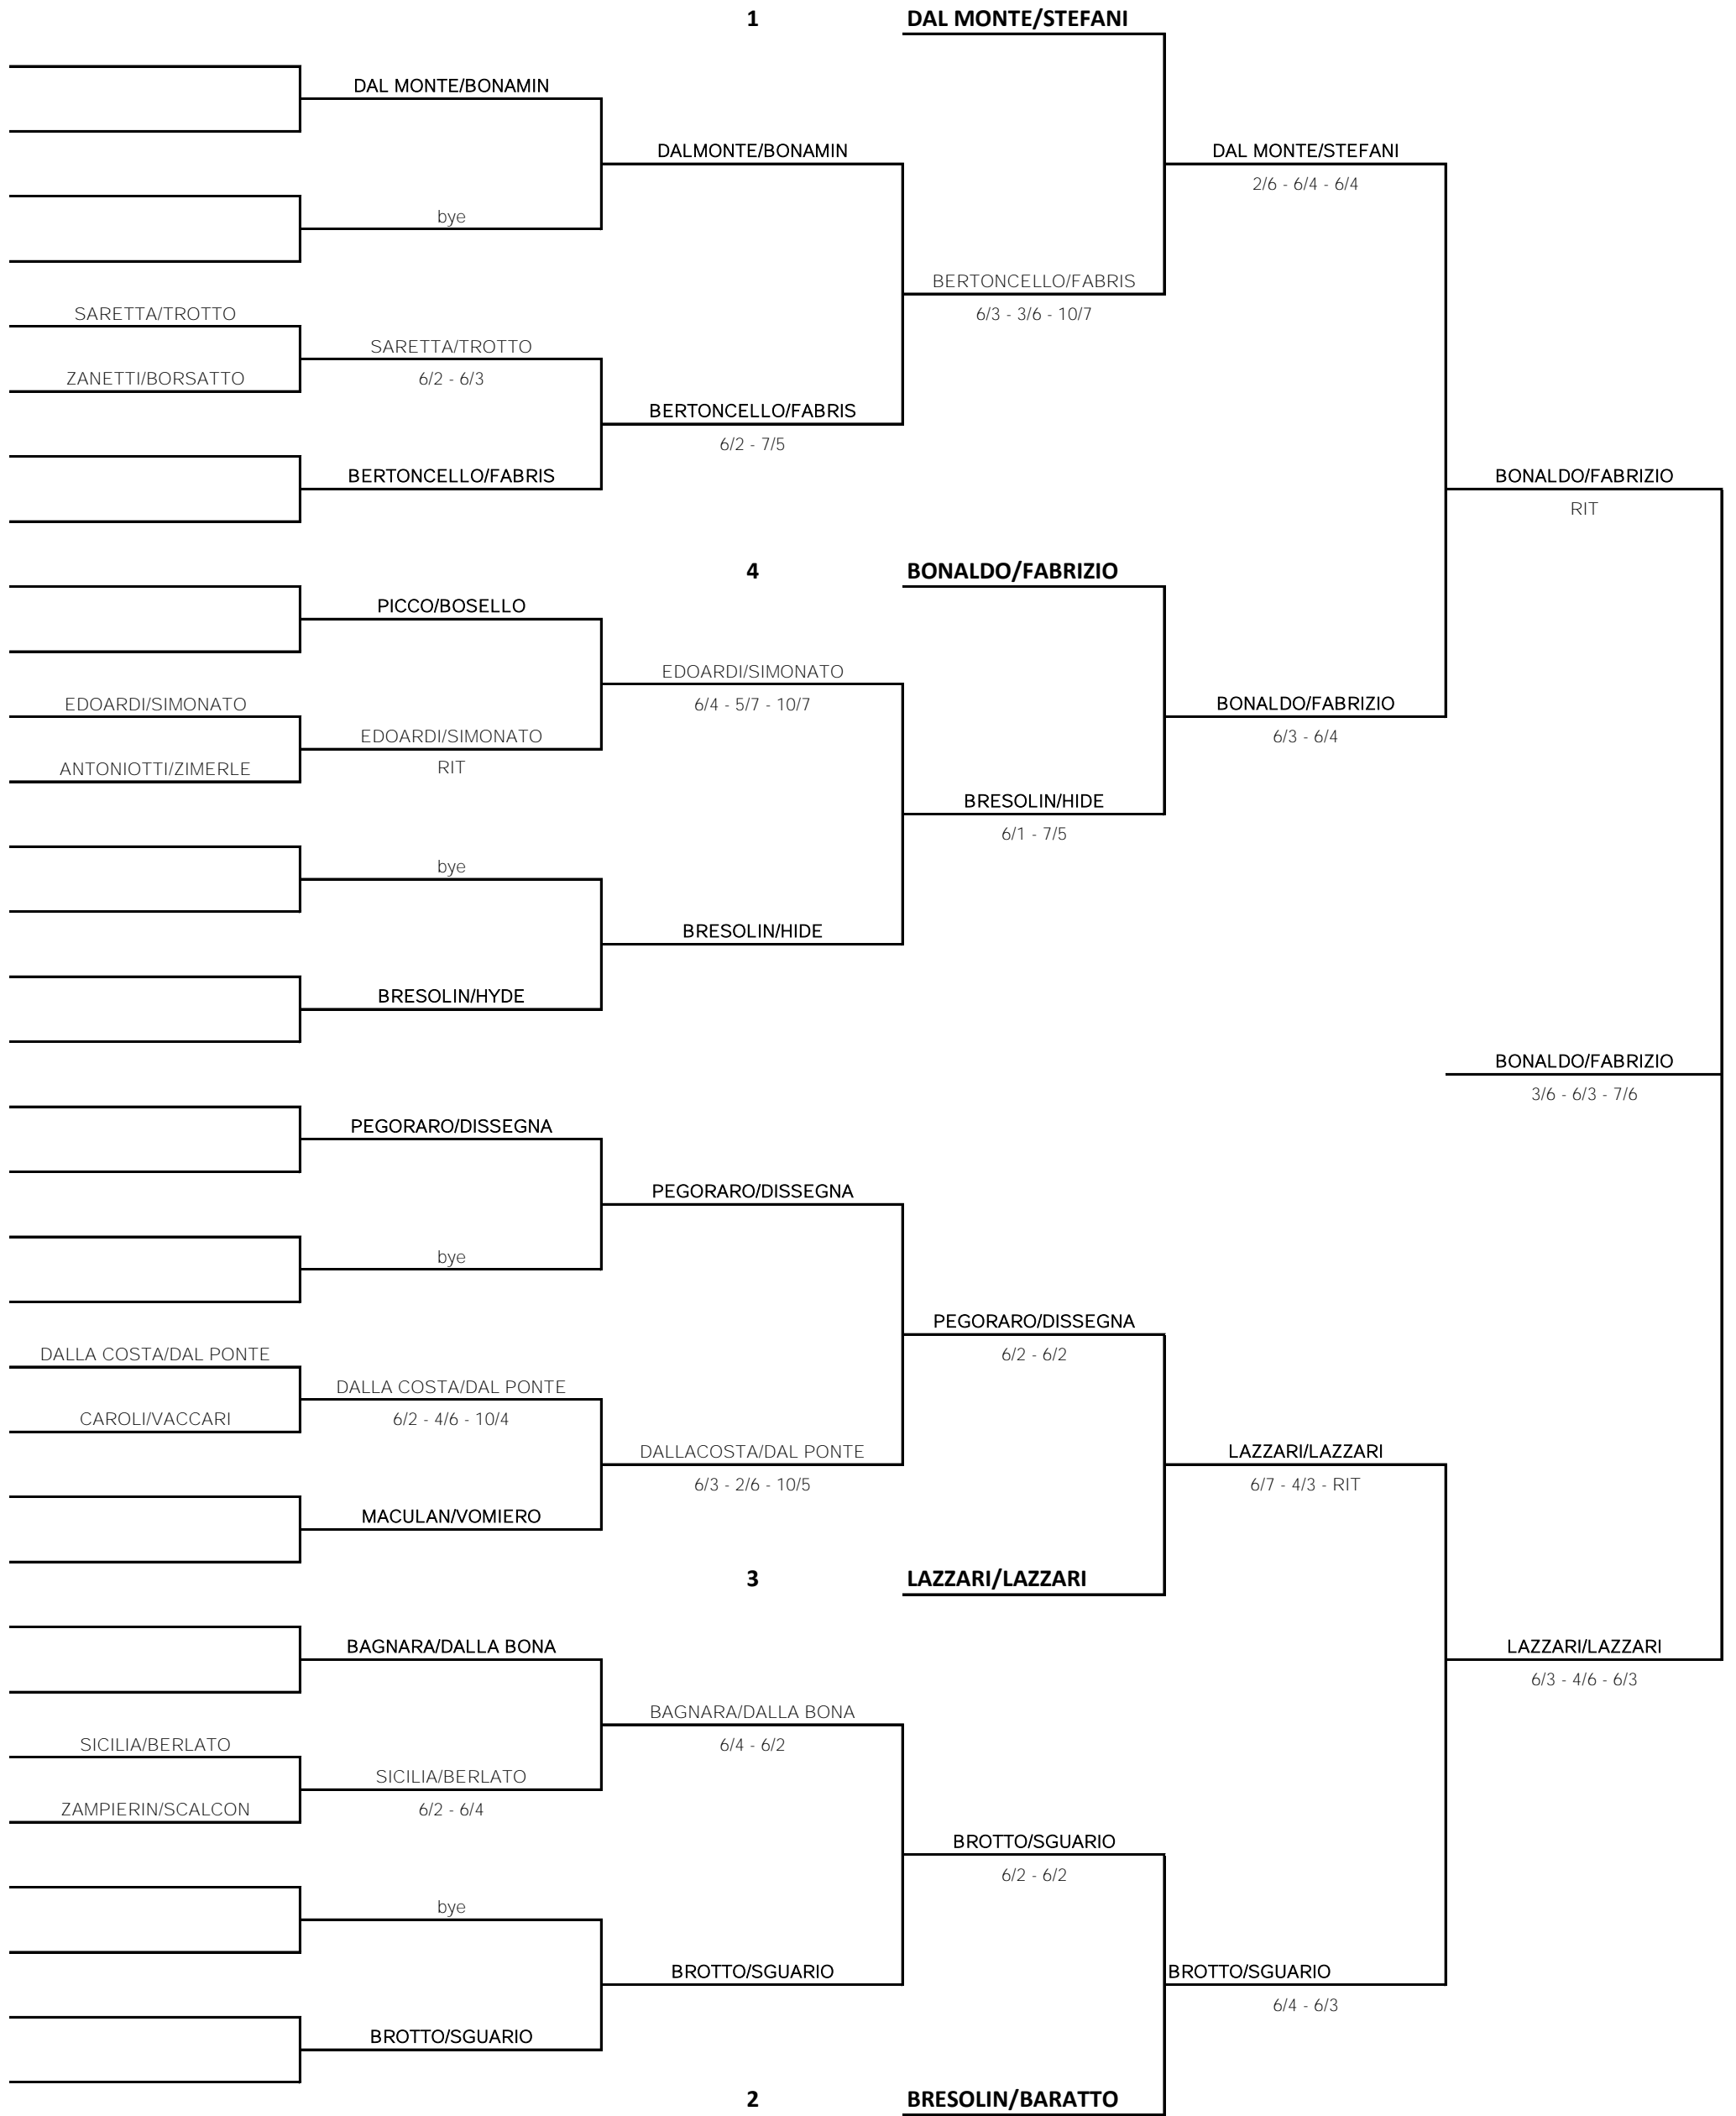 1
DAL MONTE/STEFANI
DAL MONTE/BONAMIN
DALMONTE/BONAMIN
DAL MONTE/STEFANI
2/6 - 6/4 - 6/4
bye
BERTONCELLO/FABRIS
6/3 - 3/6 - 10/7
SARETTA/TROTTO
SARETTA/TROTTO
ZANETTI/BORSATTO
6/2 - 6/3
BERTONCELLO/FABRIS
6/2 - 7/5
BERTONCELLO/FABRIS
BONALDO/FABRIZIO
RIT
4
BONALDO/FABRIZIO
PICCO/BOSELLO
EDOARDI/SIMONATO
6/4 - 5/7 - 10/7
EDOARDI/SIMONATO
BONALDO/FABRIZIO
6/3 - 6/4
EDOARDI/SIMONATO
ANTONIOTTI/ZIMERLE
RIT
BRESOLIN/HIDE
6/1 - 7/5
bye
BRESOLIN/HIDE
BRESOLIN/HYDE
BONALDO/FABRIZIO
3/6 - 6/3 - 7/6
PEGORARO/DISSEGNA
PEGORARO/DISSEGNA
bye
PEGORARO/DISSEGNA
6/2 - 6/2
DALLA COSTA/DAL PONTE
DALLA COSTA/DAL PONTE
CAROLI/VACCARI
6/2 - 4/6 - 10/4
DALLACOSTA/DAL PONTE
6/3 - 2/6 - 10/5
LAZZARI/LAZZARI
6/7 - 4/3 - RIT
MACULAN/VOMIERO
3
LAZZARI/LAZZARI
BAGNARA/DALLA BONA
LAZZARI/LAZZARI
6/3 - 4/6 - 6/3
BAGNARA/DALLA BONA
6/4 - 6/2
SICILIA/BERLATO
SICILIA/BERLATO
ZAMPIERIN/SCALCON
6/2 - 6/4
BROTTO/SGUARIO
6/2 - 6/2
bye
BROTTO/SGUARIO
BROTTO/SGUARIO
6/4 - 6/3
BROTTO/SGUARIO
2
BRESOLIN/BARATTO